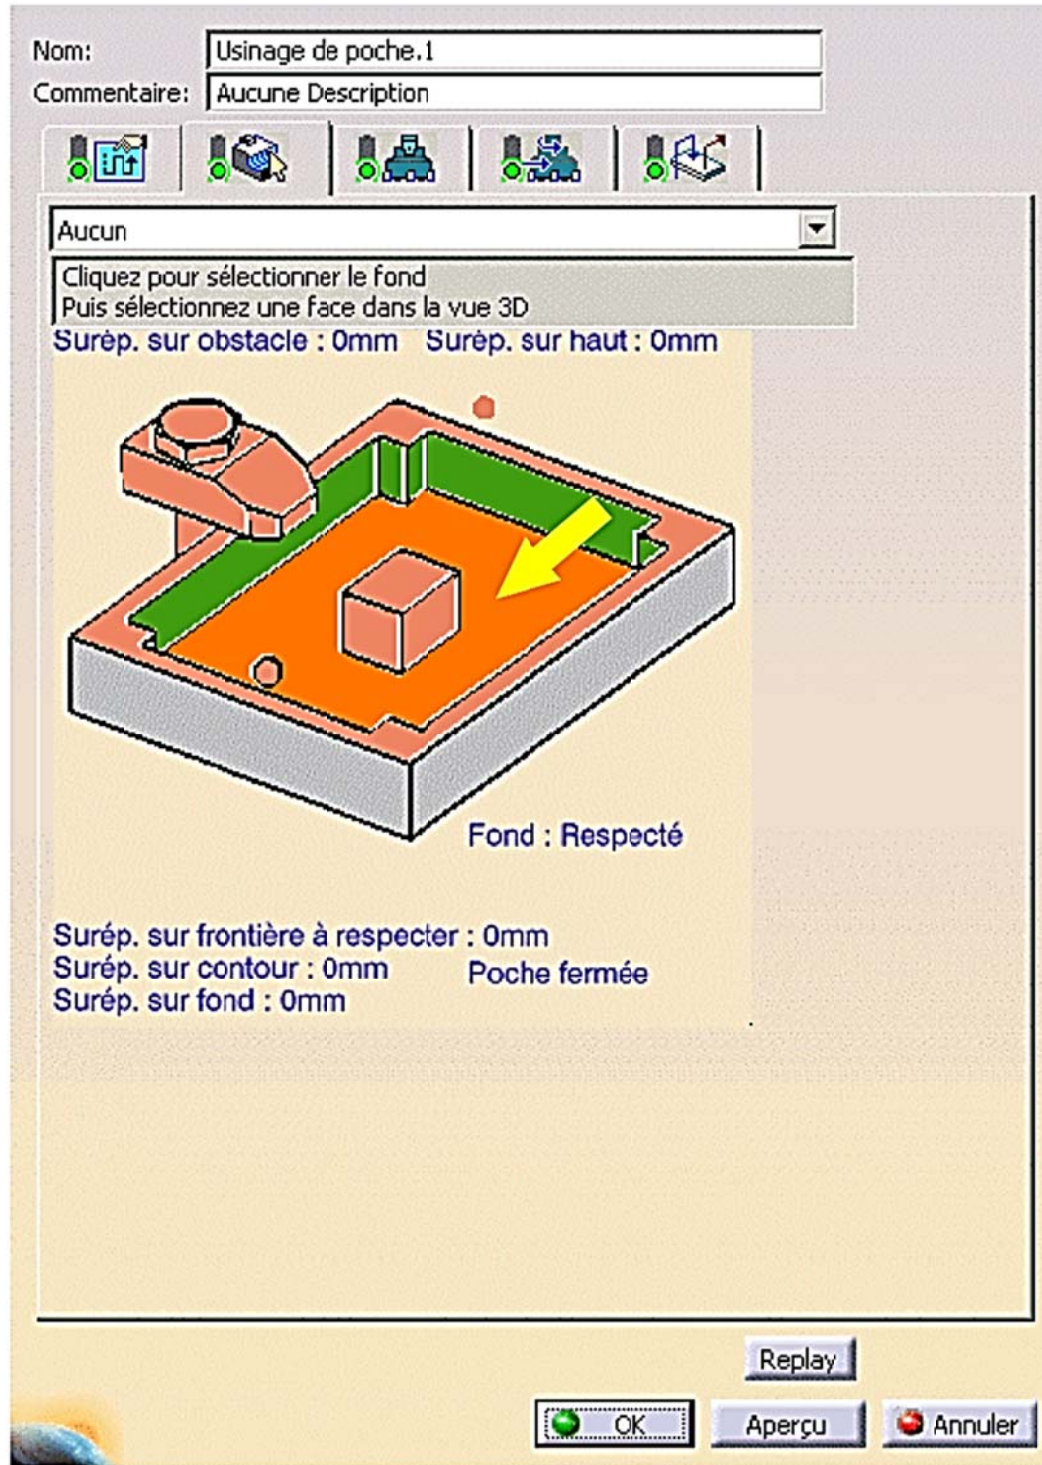 Nom: Usinage de poche.1
Commentaire: Aucune Description
Aucun
Cliquez pour sélectionner le fond
Puis sélectionnez une face dans la vue 3D
Surép. sur obstacle : 0mm Surép. sur haut : 0mm
Fond : Respecté
Surép. sur frontière à respecter : 0mm
Surép. sur contour : 0mm Poche fermée
Surép. sur fond : 0mm
Replay
OK Aperçu Annuler